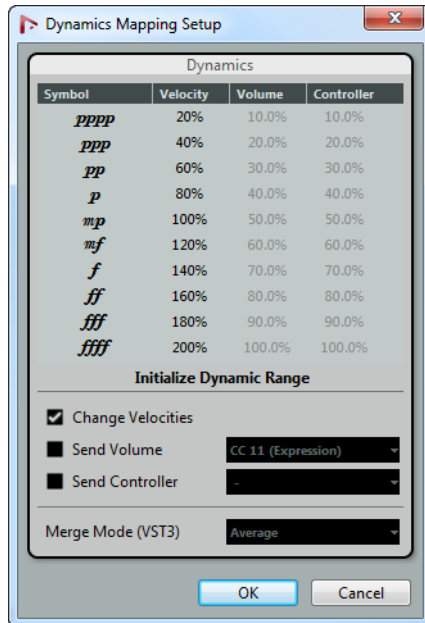 Dynamics Mapping Setup
Dynamics
Symbol Velocity Volume Controller
pppp 20% 10.0% 10.0%
ppp 40% 20.0% 20.0%
pp 60% 30.0% 30.0%
p 80% 40.0% 40.0%
mp 100% 50.0% 50.0%
mf 120% 60.0% 60.0%
f 140% 70.0% 70.0%
ff 160% 80.0% 80.0%
fff 180% 90.0% 90.0%
ffff 200% 100.0% 100.0%
Initialize Dynamic Range
Change Velocities
Send Volume CC 11 (Expression)
Send Controller -
Merge Mode (VST3) Average
OK Cancel